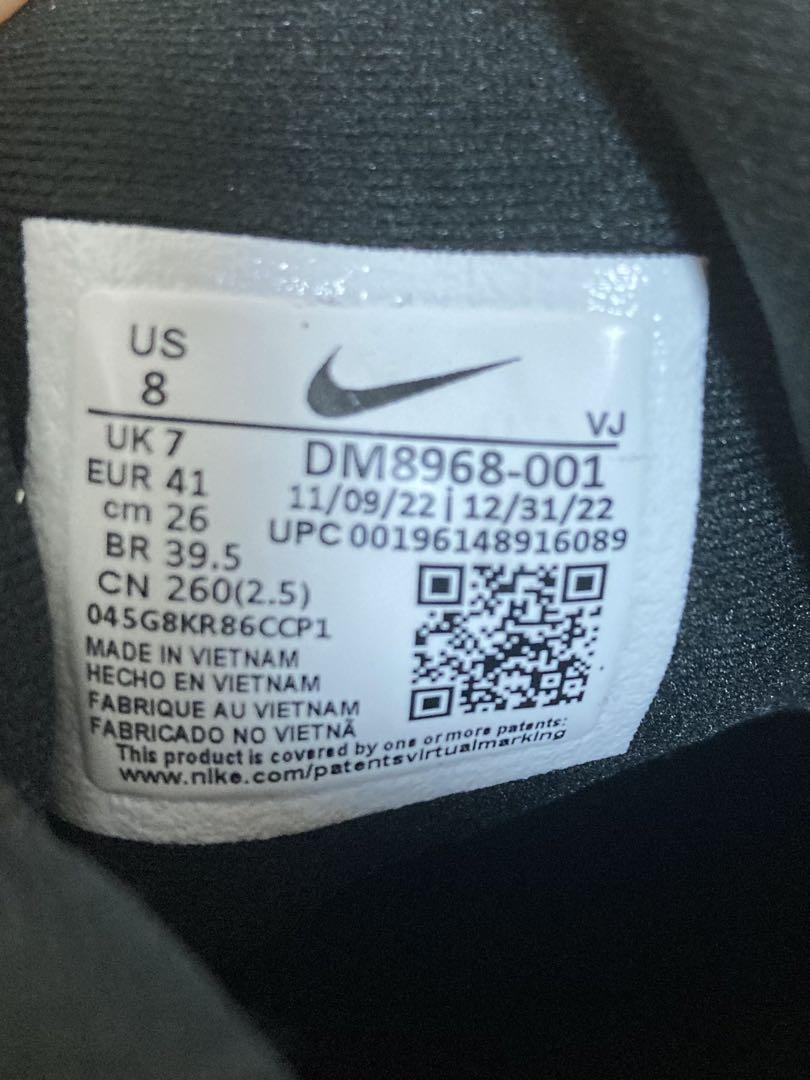 US
8
VJ
UK 7
EUR 41
cm 26
BR 39.5
CN 260(2.5)
DM8968-001
11/09/22 | 12/31/22
UPC 00196148916089
045G8KR86CCP1
MADE IN VIETNAM
HECHO EN VIETNAM
FABRIQUE AU VIETNAM
FABRICADO NO VIETNÃ
This product is covered by one or more patents:
www.nike.com/patentsvirtualmarking